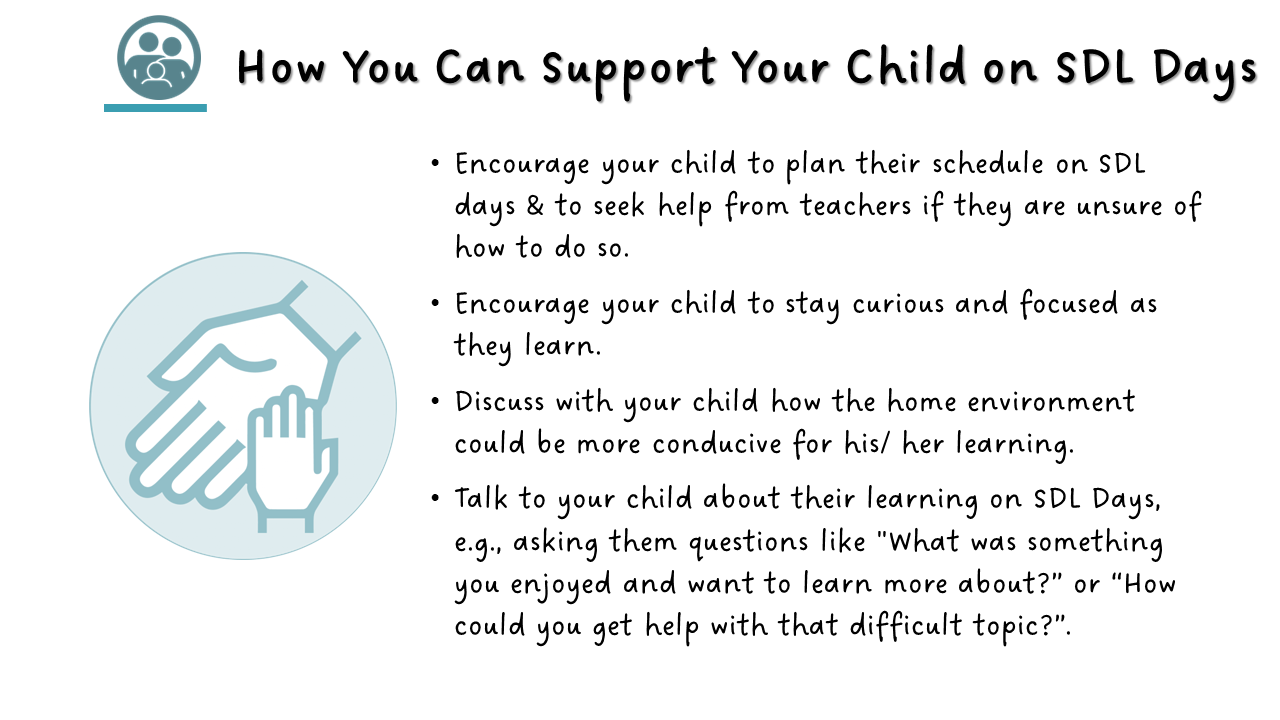 How You Can Support Your Child on SDL Days
• Encourage your child to plan their schedule on SDL
days & to seek help from teachers if they are unsure of
how to do so.
• Encourage your child to stay curious and focused as
they learn.
• Discuss with your child how the home environment
could be more conducive for his/ her learning.
• Talk to your child about their learning on SDL Days,
e.g., asking them questions like "What was something
you enjoyed and want to learn more about?” or “How
could you get help with that difficult topic?”.